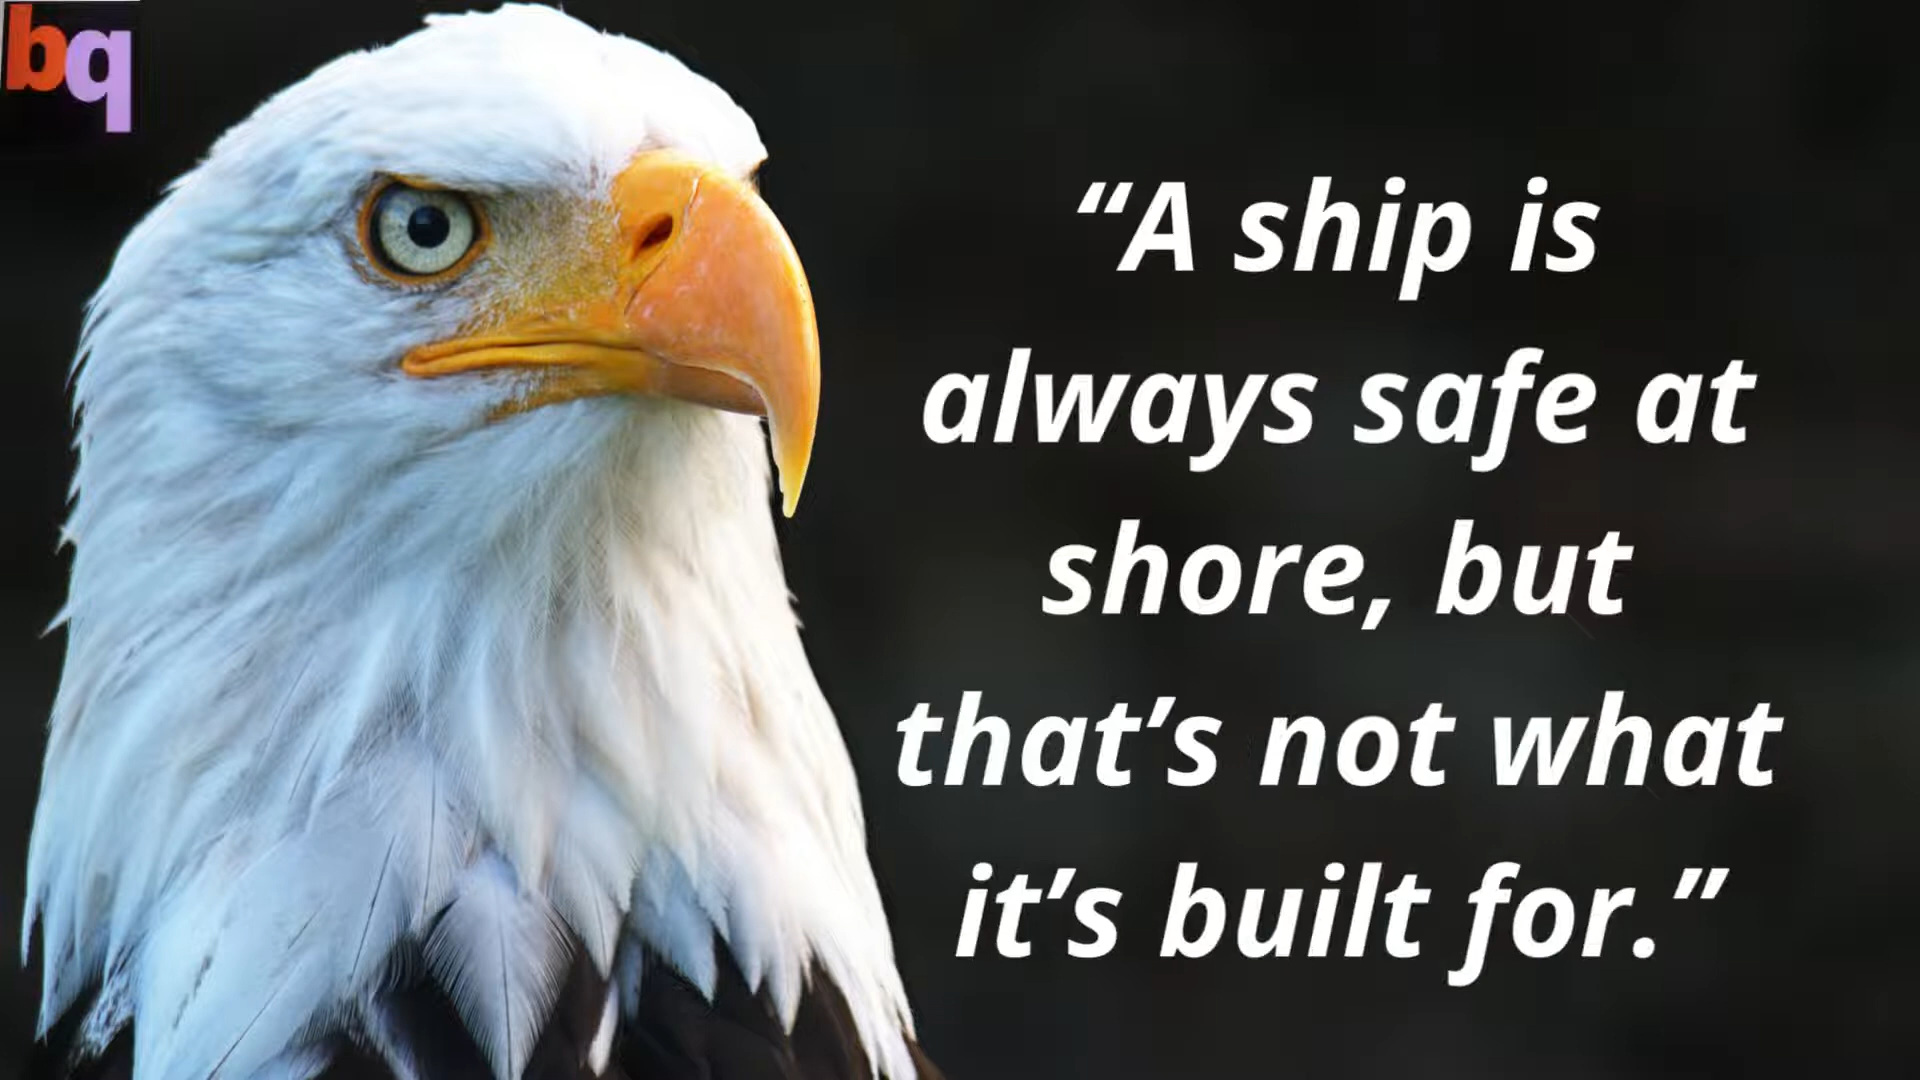 bq
“A ship is
always safe at
shore, but
that’s not what
it’s built for.”